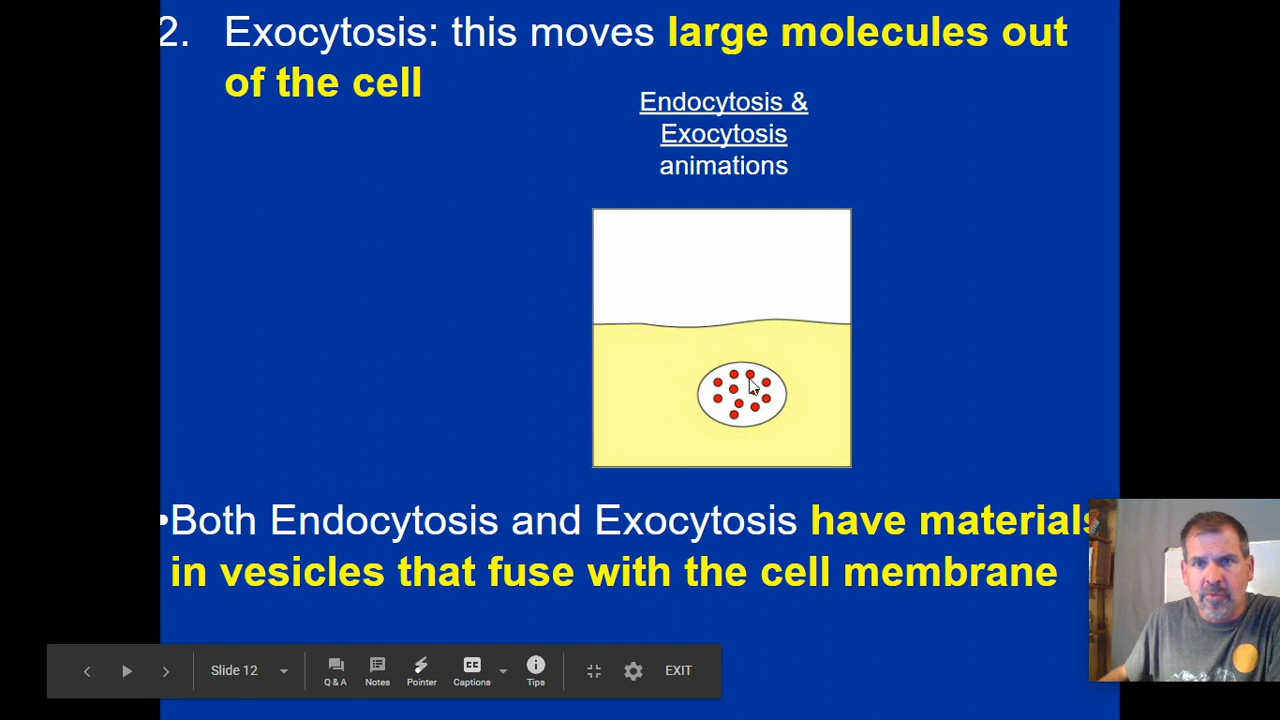 2. Exocytosis: this moves large molecules out
of the cell
Endocytosis &
Exocytosis
animations
•Both Endocytosis and Exocytosis have materials
in vesicles that fuse with the cell membrane
Slide 12
Q & A
Notes
Pointer
Captions
CC
Tips
EXIT